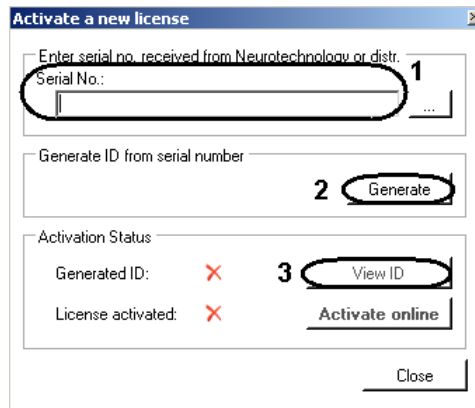 Activate a new license
Enter serial no. received from Neurotechnology or distr.
Serial No.:
1
...
Generate ID from serial number
2
Generate
Activation Status
Generated ID:
3
View ID
License activated:
Activate online
Close